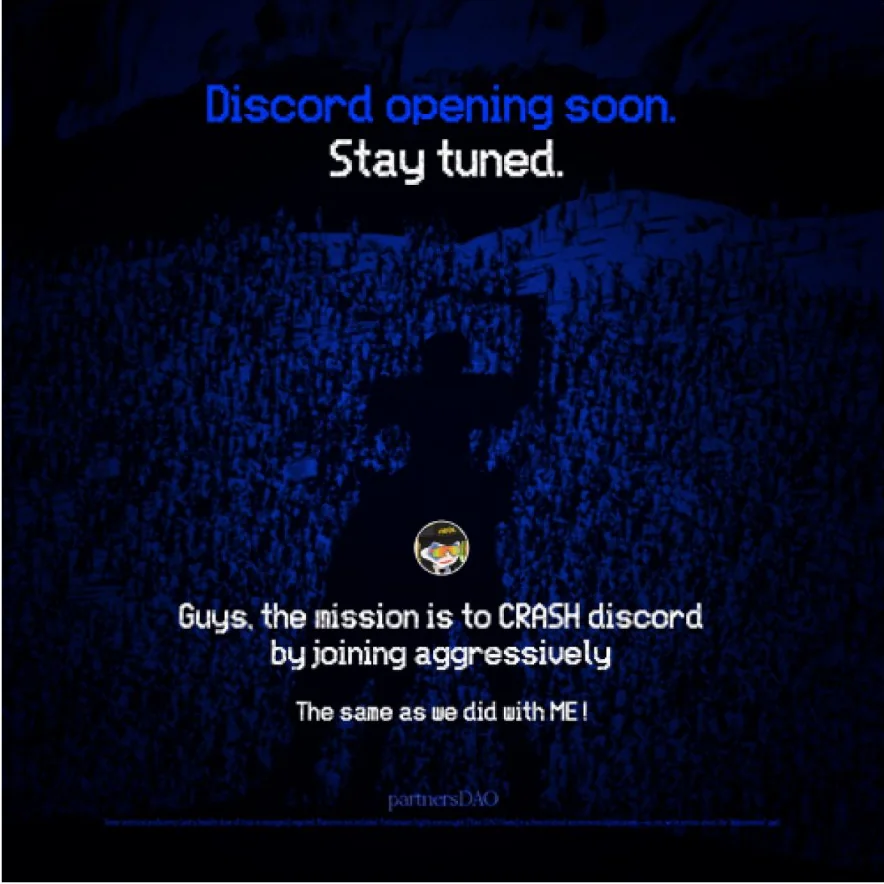 Discord opening soon.
Stay tuned.
Guys, the mission is to CRASH discord
by joining aggressively
The same as we did with ME!
partnersDAO